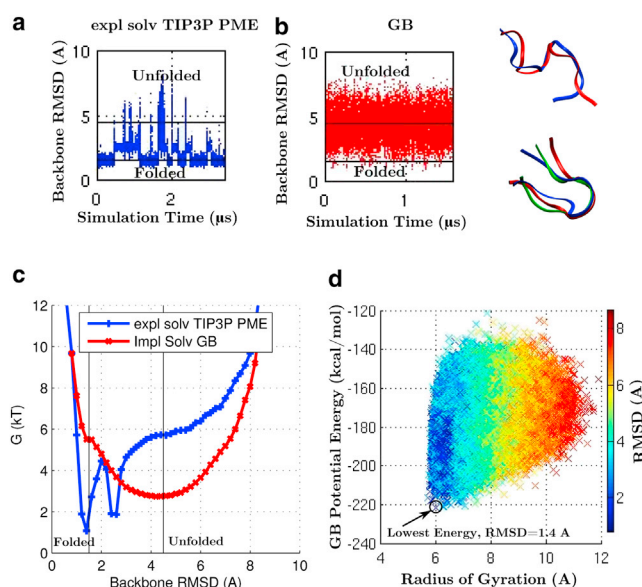 a
expl solv TIP3P PME
Backbone RMSD (A)
10
5
0
Unfolded
Folded
0
2
Simulation Time (µs)
b
GB
Backbone RMSD (A)
10
5
0
Unfolded
Folded
0
1
Simulation Time (µs)
c
G (kT)
12
10
8
6
4
2
0
expl solv TIP3P PME
Impl Solv GB
Folded
Unfolded
0
2
4
6
8
10
Backbone RMSD (A)
d
GB Potential Energy (kcal/mol)
-120
-140
-160
-180
-200
-220
-240
Lowest Energy, RMSD=1.4 A
4
6
8
10
12
Radius of Gyration (A)
8
6
4
2
RMSD (A)